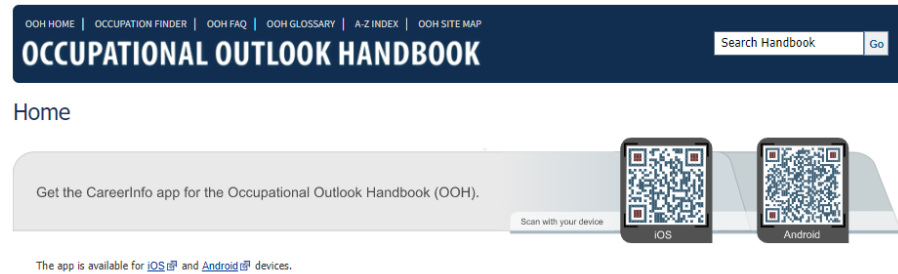 OOH HOME | OCCUPATION FINDER | OOH FAQ | OOH GLOSSARY | A-Z INDEX | OOH SITE MAP
OCCUPATIONAL OUTLOOK HANDBOOK
Search Handbook Go
Home
Get the CareerInfo app for the Occupational Outlook Handbook (OOH).
Scan with your device
iOS
Android
The app is available for iOS and Android devices.